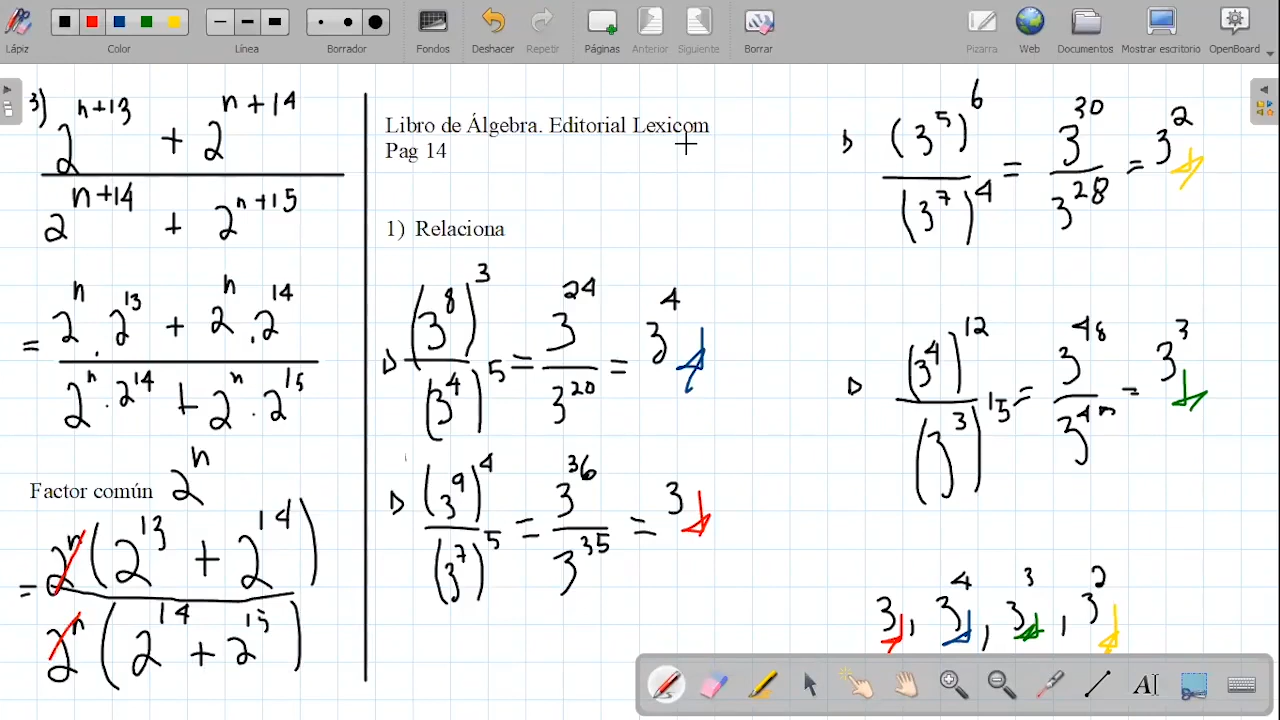 Lápiz Color Línea Borrador Fondos Deshacer Repetir Páginas Anterior Siguiente Borrar Pizarra Web Documentos Mostrar escritorio OpenBoard
3)
2^{n+13} + 2^{n+14}
2^{n+14} + 2^{n+15}
= 2^n · 2^{13} + 2^n · 2^{14}
2^n · 2^{14} + 2^n · 2^{15}
Factor común 2^n
= 2^n (2^{13} + 2^{14})
2^n (2^{14} + 2^{15})
Libro de Álgebra. Editorial Lexicom
Pag 14
1) Relaciona
(3^8)^3 / (3^4)^5 = 3^{24} / 3^{20} = 3^4
(3^9)^4 / (3^7)^5 = 3^{36} / 3^{35} = 3
(3^5)^6 / (3^7)^4 = 3^{30} / 3^{28} = 3^2
(3^4)^{12} / (3^3)^{15} = 3^{48} / 3^{45} = 3^3
3, 3^4, 3^3, 3^2